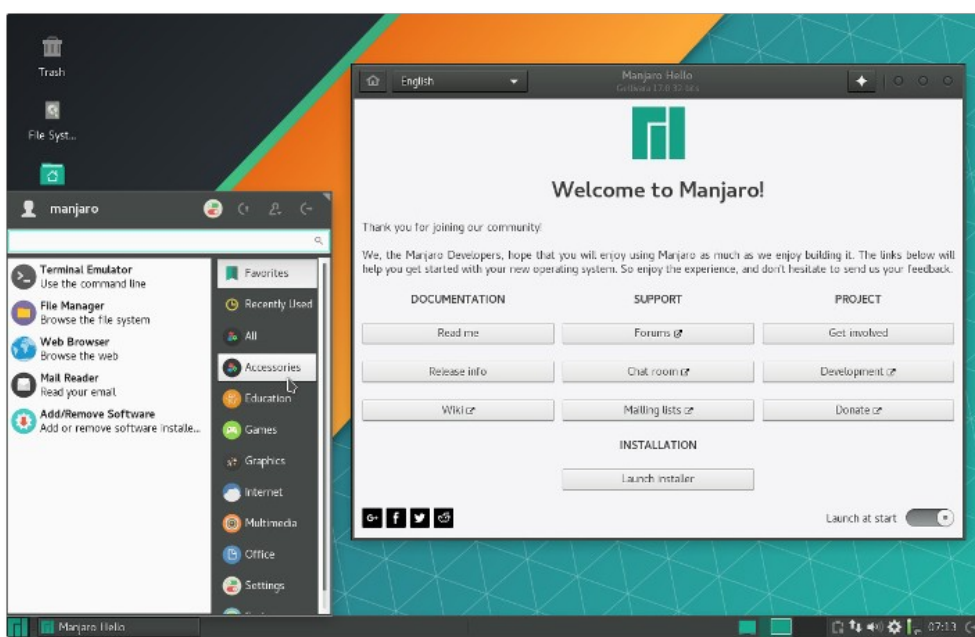 Trash
File Syst...
manjaro
Terminal Emulator
Use the command line
File Manager
Browse the file system
Web Browser
Browse the web
Mail Reader
Read your email
Add/Remove Software
Add or remove software installe...
Favorites
Recently Used
All
Accessories
Education
Games
Graphics
Internet
Multimedia
Office
Settings
English
Manjaro Hello
Gellivara 17.0 32-bits
Welcome to Manjaro!
Thank you for joining our community!
We, the Manjaro Developers, hope that you will enjoy using Manjaro as much as we enjoy building it. The links below will
help you get started with your new operating system. So enjoy the experience, and don't hesitate to send us your feedback.
DOCUMENTATION SUPPORT PROJECT
Read me Forums Get involved
Release info Chat room Development
Wiki Mailing lists Donate
INSTALLATION
Launch installer
G+ f
Launch at start
Manjaro Hello
07:13